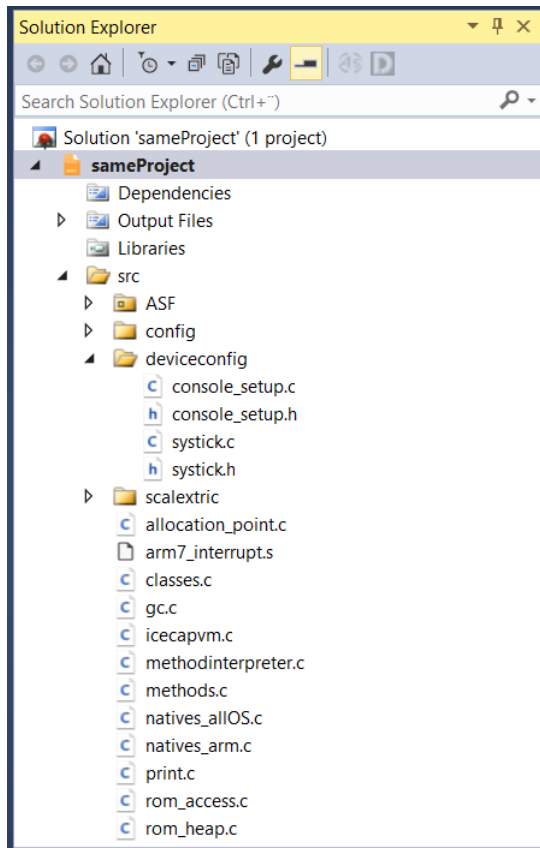 Solution Explorer
Search Solution Explorer (Ctrl+¨)
Solution 'sameProject' (1 project)
sameProject
Dependencies
Output Files
Libraries
src
ASF
config
deviceconfig
c console_setup.c
h console_setup.h
c systick.c
h systick.h
scalextric
c allocation_point.c
arm7_interrupt.s
c classes.c
c gc.c
c icecapvm.c
c methodinterpreter.c
c methods.c
c natives_allOS.c
c natives_arm.c
c print.c
c rom_access.c
c rom_heap.c